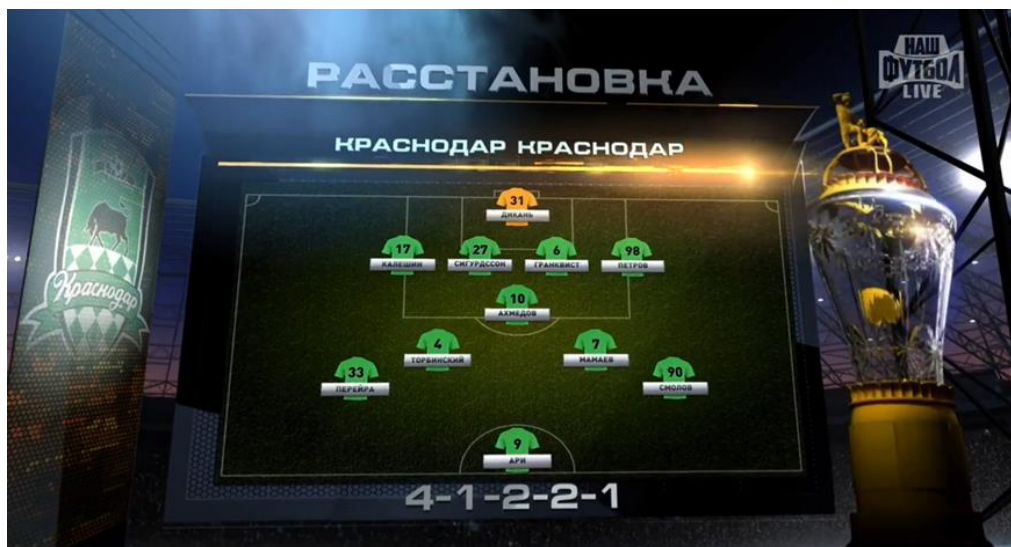 РАССТАНОВКА
НАШ
ФУТБОЛ
LIVE
КРАСНОДАР КРАСНОДАР
31
ДИКАНЬ
17
КАЛЕШИН
27
СИГУРДССОН
6
ГРАНКВИСТ
98
ПЕТРОВ
10
АХМЕДОВ
4
ТОРБИНСКИЙ
7
МАМАЕВ
33
ПЕРЕЙРА
90
СМОЛОВ
9
АРИ
4-1-2-2-1
Краснодар